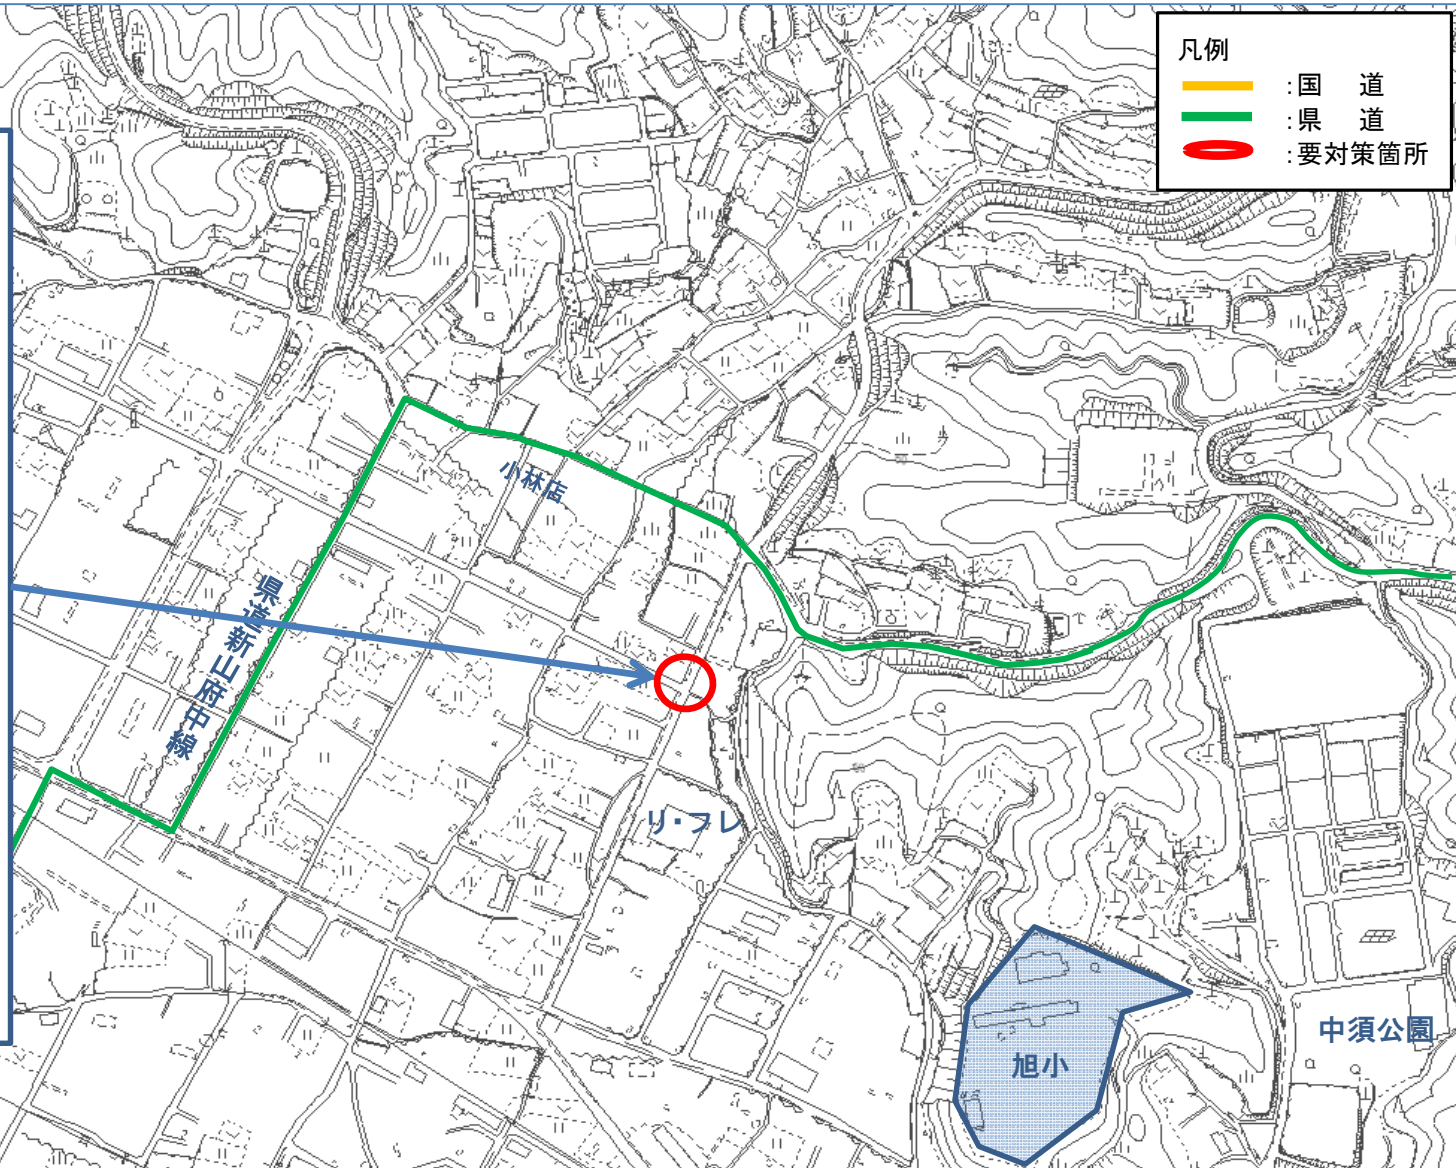 凡例
:国 道
:県 道
:要対策箇所
小林店
県道新山府中線
リ・フレ
旭小
中須公園